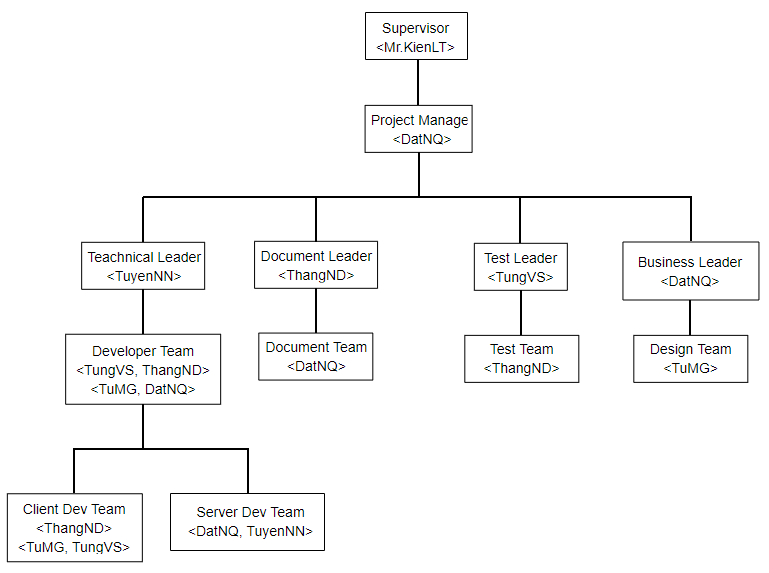 Supervisor
<Mr.KienLT>
Project Manage
<DatNQ>
Teachnical Leader
<TuyenNN>
Document Leader
<ThangND>
Test Leader
<TungVS>
Business Leader
<DatNQ>
Developer Team
<TungVS, ThangND>
<TuMG, DatNQ>
Document Team
<DatNQ>
Test Team
<ThangND>
Design Team
<TuMG>
Client Dev Team
<ThangND>
<TuMG, TungVS>
Server Dev Team
<DatNQ, TuyenNN>